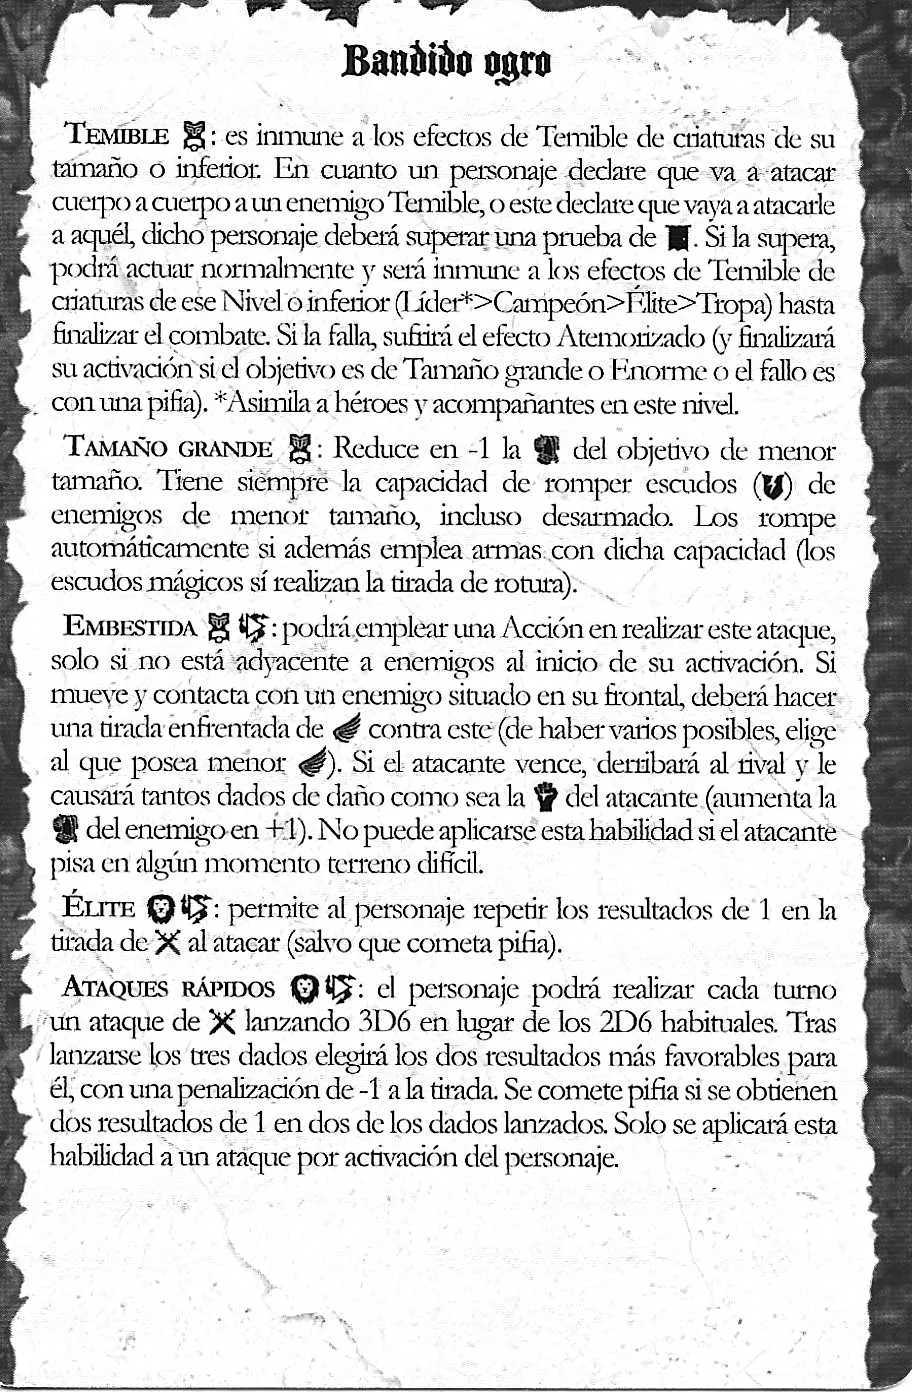 Bandido ogro
TEMIBLE : es inmune a los efectos de Temible de criaturas de su
tamaño o inferior. En cuanto un personaje declare que va a atacar
cuerpo a cuerpo a un enemigo Temible, o este declare que vaya a atacarle
a aquél, dicho personaje deberá superar una prueba de . Si la supera,
podrá actuar normalmente y será inmune a los efectos de Temible de
criaturas de ese Nivel o inferior (Líder*>Campeón>Élite>Tropa) hasta
finalizar el combate. Si la falla, sufrirá el efecto Atemorizado (y finalizará
su activación si el objetivo es de Tamaño grande o Enorme o el fallo es
con una pifia). *Asimila a héroes y acompañantes en este nivel.
TAMAÑO GRANDE : Reduce en -1 la del objetivo de menor
tamaño. Tiene siempre la capacidad de romper escudos () de
enemigos de menor tamaño, incluso desarmado. Los rompe
automáticamente si además emplea armas con dicha capacidad (los
escudos mágicos sí realizan la tirada de rotura).
EMBESTIDA : podrá emplear una Acción en realizar este ataque,
solo si no está adyacente a enemigos al inicio de su activación. Si
mueve y contacta con un enemigo situado en su frontal, deberá hacer
una tirada enfrentada de contra este (de haber varios posibles, elige
al que posea menor ). Si el atacante vence, derribará al rival y le
causará tantos dados de daño como sea la del atacante (aumenta la
del enemigo en +1). No puede aplicarse esta habilidad si el atacante
pisa en algún momento terreno difícil.
ÉLITE : permite al personaje repetir los resultados de 1 en la
tirada de al atacar (salvo que cometa pifia).
ATAQUES RÁPIDOS : el personaje podrá realizar cada turno
un ataque de lanzando 3D6 en lugar de los 2D6 habituales. Tras
lanzarse los tres dados elegirá los dos resultados más favorables para
él, con una penalización de -1 a la tirada. Se comete pifia si se obtienen
dos resultados de 1 en dos de los dados lanzados. Solo se aplicará esta
habilidad a un ataque por activación del personaje.